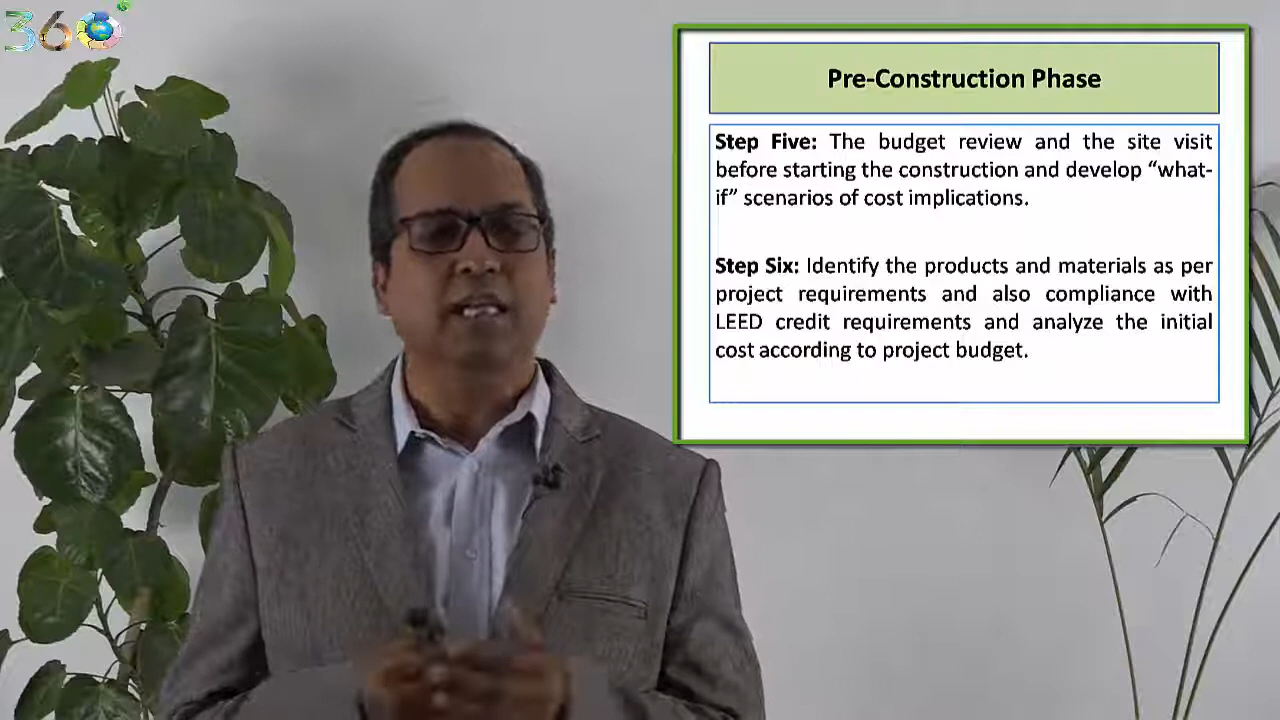 360
Pre-Construction Phase
Step Five: The budget review and the site visit
before starting the construction and develop “what-
if” scenarios of cost implications.
Step Six: Identify the products and materials as per
project requirements and also compliance with
LEED credit requirements and analyze the initial
cost according to project budget.